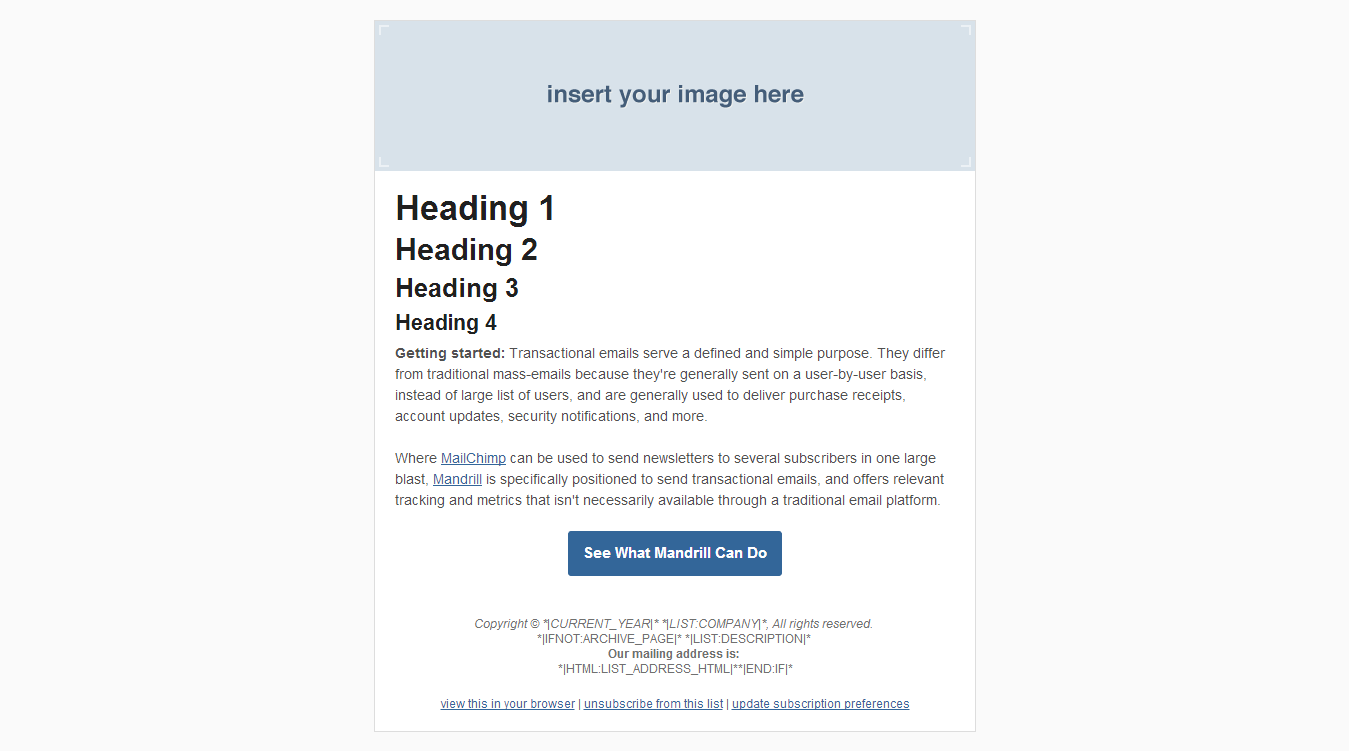 insert your image here
Heading 1
Heading 2
Heading 3
Heading 4
Getting started: Transactional emails serve a defined and simple purpose. They differ
from traditional mass-emails because they're generally sent on a user-by-user basis,
instead of large list of users, and are generally used to deliver purchase receipts,
account updates, security notifications, and more.
Where MailChimp can be used to send newsletters to several subscribers in one large
blast, Mandrill is specifically positioned to send transactional emails, and offers relevant
tracking and metrics that isn't necessarily available through a traditional email platform.
See What Mandrill Can Do
Copyright © *|CURRENT_YEAR|* *|LIST:COMPANY|*, All rights reserved.
*|IFNOT:ARCHIVE_PAGE|* *|LIST:DESCRIPTION|*
Our mailing address is:
*|HTML:LIST_ADDRESS_HTML|**|END:IF|*
view this in your browser | unsubscribe from this list | update subscription preferences